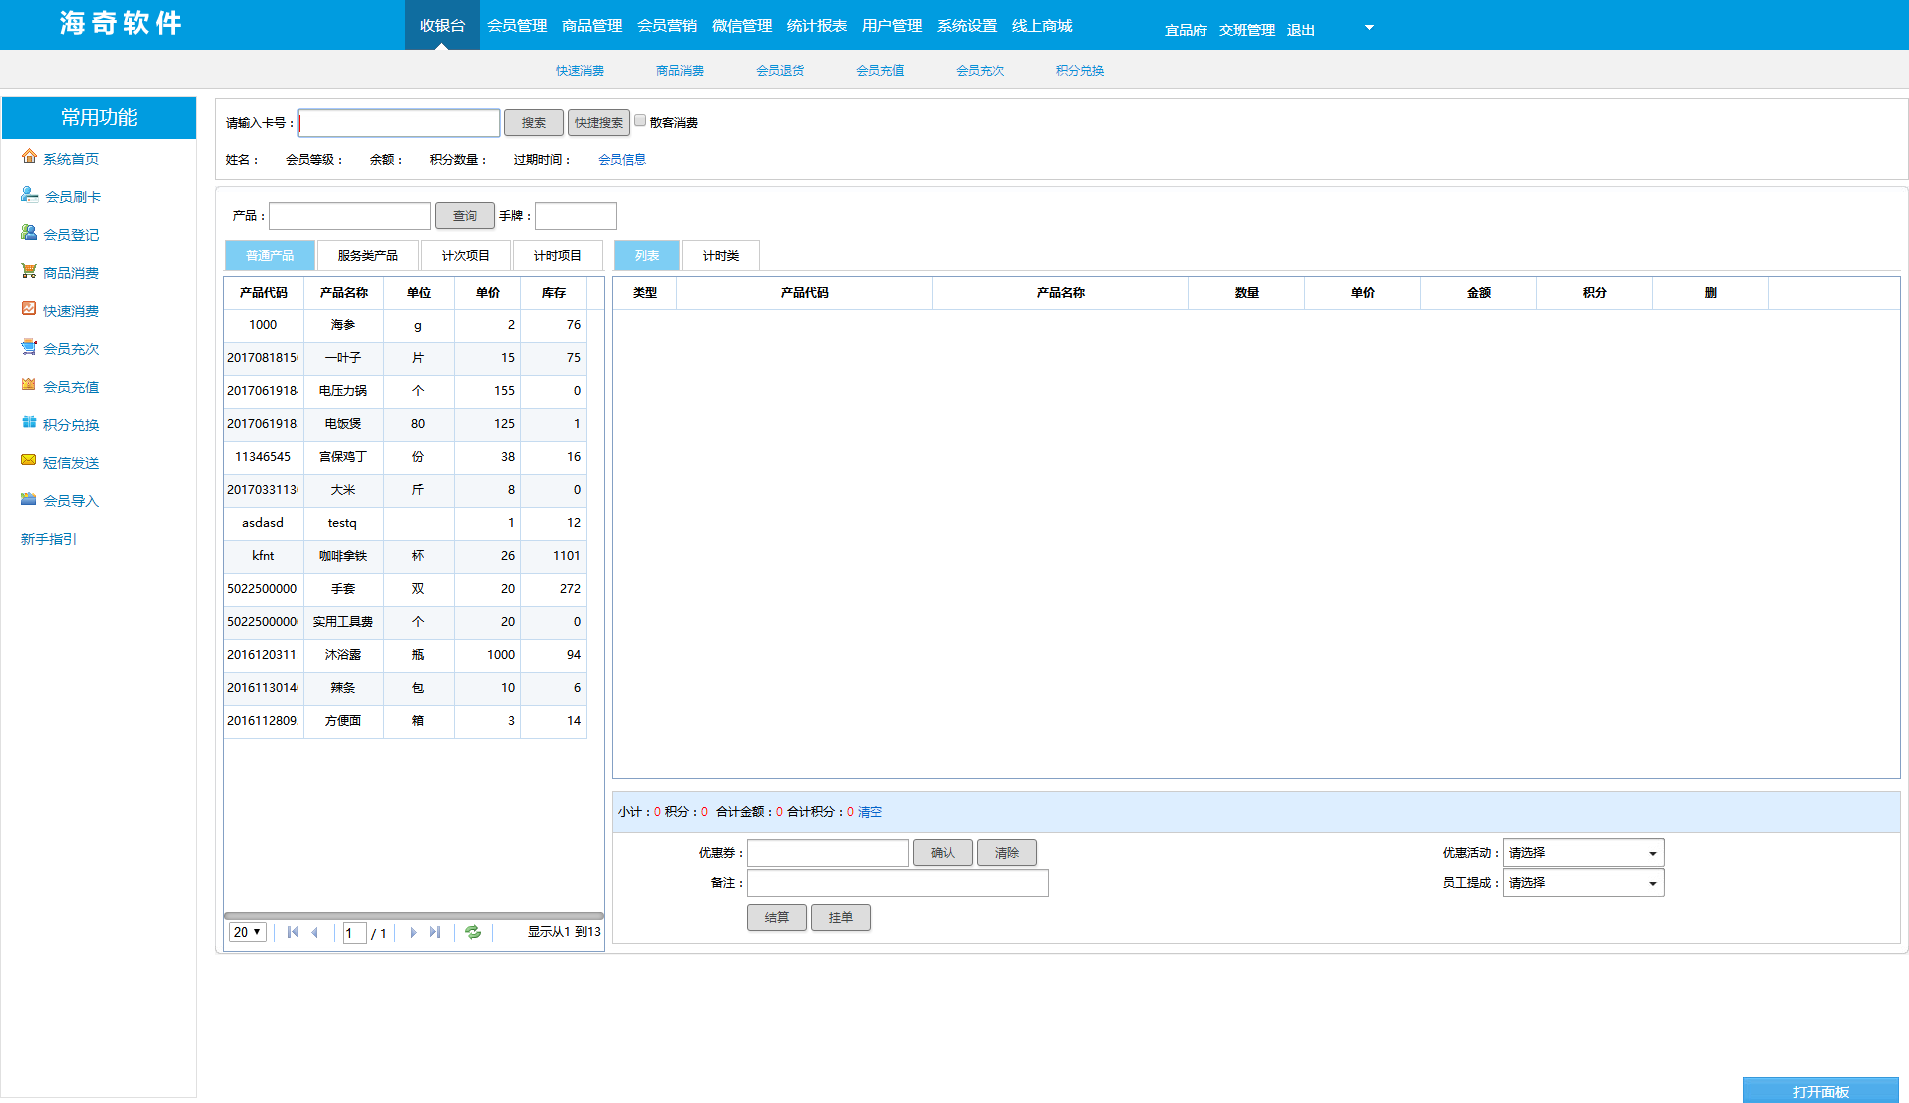 海奇软件
收银台 会员管理 商品管理 会员营销 微信管理 统计报表 用户管理 系统设置 线上商城
宜品府 交班管理 退出
快速消费 商品消费 会员退货 会员充值 会员充次 积分兑换
常用功能
系统首页
会员刷卡
会员登记
商品消费
快速消费
会员充次
会员充值
积分兑换
短信发送
会员导入
新手指引
请输入卡号： 搜索 快捷搜索 散客消费
姓名： 会员等级： 余额： 积分数量： 过期时间： 会员信息
产品： 查询 手牌：
普通产品 服务类产品 计次项目 计时项目
产品代码 产品名称 单位 单价 库存
1000 海参 g 2 76
2017081815 一叶子 片 15 75
2017061918 电压力锅 个 155 0
2017061918 电饭煲 80 125 1
11346545 宫保鸡丁 份 38 16
2017033113 大米 斤 8 0
asdasd testq 1 12
kfnt 咖啡拿铁 杯 26 1101
5022500000 手套 双 20 272
5022500000 实用工具费 个 20 0
2016120311 沐浴露 瓶 1000 94
2016113014 辣条 包 10 6
2016112809 方便面 箱 3 14
20 1 / 1 显示从1 到13
列表 计时类
类型 产品代码 产品名称 数量 单价 金额 积分 删
小计：0 积分：0 合计金额：0 合计积分：0 清空
优惠券： 确认 清除 优惠活动： 请选择
备注： 员工提成： 请选择
结算 挂单
打开面板